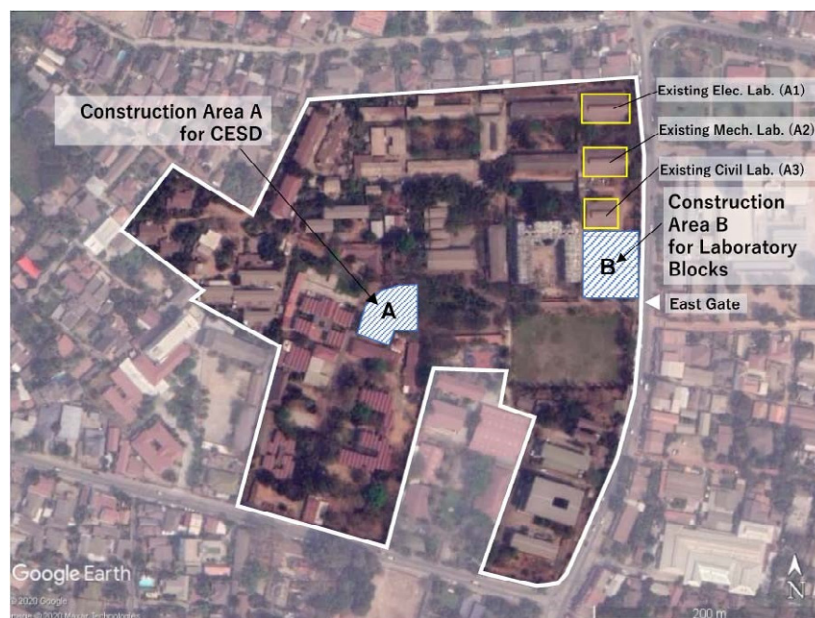 Construction Area A
for CESD
Existing Elec. Lab. (A1)
Existing Mech. Lab. (A2)
Existing Civil Lab. (A3)
Construction
Area B
for Laboratory
Blocks
A
B
East Gate
Google Earth
© 2020 Google
Image © 2020 Maxar Technologies
200 m
N